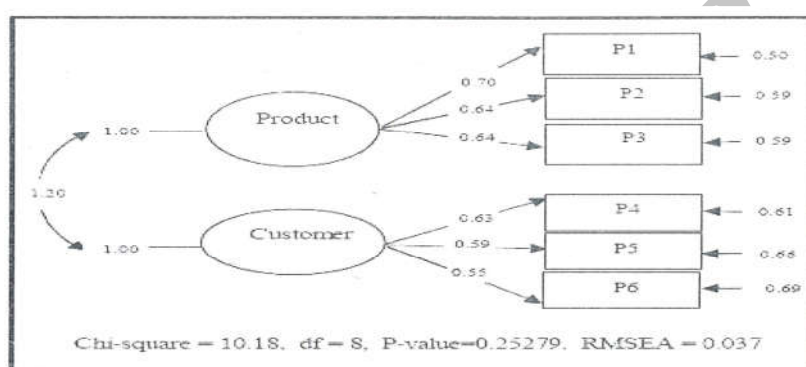 P1
0.50
0.70
P2
0.59
Product
0.64
1.00
0.64
P3
0.59
1.20
P4
0.61
0.63
Customer
0.59
P5
1.00
0.55
P6
0.69
Chi-square = 10.18, df = 8, P-value=0.25279, RMSEA = 0.037